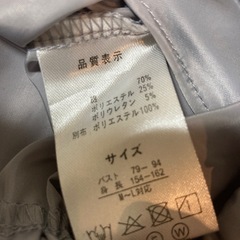 品質表示
綿 70%
ポリエステル 25%
ポリウレタン 5%
別布 ポリエステル100%
サイズ
バスト 79〜94
身長 154〜162
M〜L対応